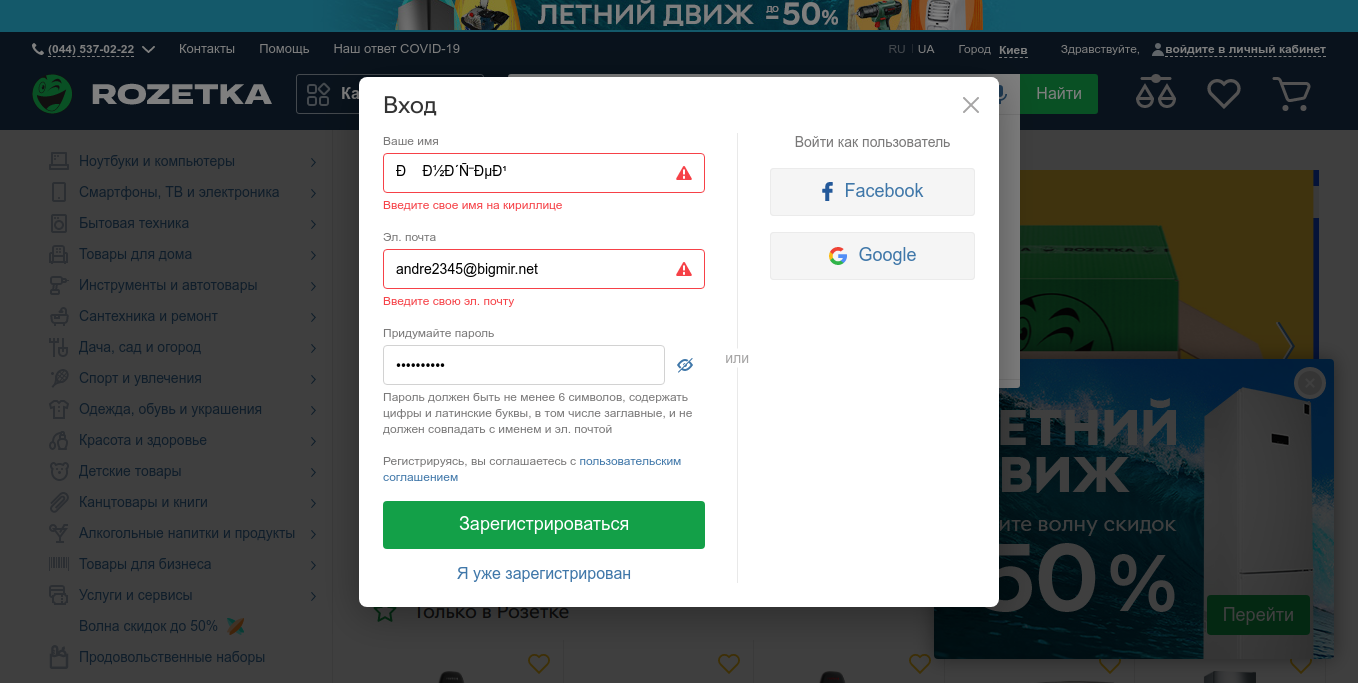 ЛЕТНИЙ ДВИЖ ДО -50%
(044) 537-02-22 Контакты Помощь Наш ответ COVID-19 RU UA Город Киев Здравствуйте, войдите в личный кабинет
ROZETKA
Ка
Найти
Вход
Ваше имя
Ð Ð½Ð´Ñ¨ÐµÐ¹
Введите свое имя на кириллице
Эл. почта
andre2345@bigmir.net
Введите свою эл. почту
Придумайте пароль
••••••••••
Пароль должен быть не менее 6 символов, содержать
цифры и латинские буквы, в том числе заглавные, и не
должен совпадать с именем и эл. почтой
Регистрируясь, вы соглашаетесь с пользовательским
соглашением
Зарегистрироваться
Я уже зарегистрирован
или
Войти как пользователь
Facebook
Google
Ноутбуки и компьютеры
Смартфоны, ТВ и электроника
Бытовая техника
Товары для дома
Инструменты и автотовары
Сантехника и ремонт
Дача, сад и огород
Спорт и увлечения
Одежда, обувь и украшения
Красота и здоровье
Детские товары
Канцтовары и книги
Алкогольные напитки и продукты
Товары для бизнеса
Услуги и сервисы
Волна скидок до 50%
Продовольственные наборы
Только в Розетке
ЕТНИЙ
ВИЖ
ите волну скидок
50%
Перейти